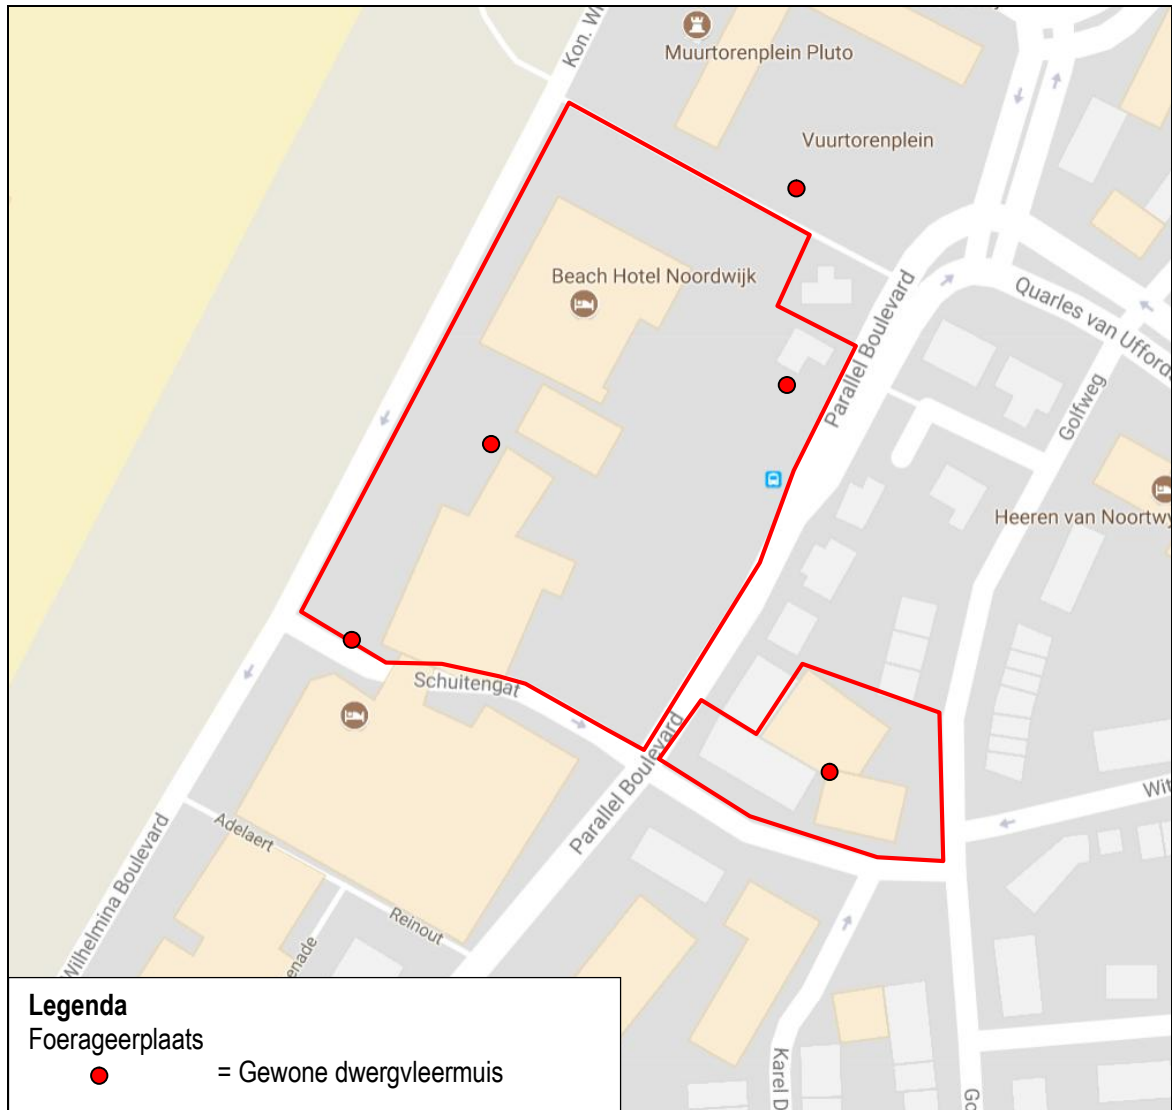 Kon. Wi
Muurtorenplein Pluto
Vuurtorenplein
Beach Hotel Noordwijk
Parallel Boulevard
Quarles van Ufford
Golfweg
Heeren van Noortwy
Schuitengat
Parallel Boulevard
Wit
Adelaert
Reinout
Wilhelmina Boulevard
enade
Karel D
Go
Legenda
Foerageerplaats
= Gewone dwergvleermuis